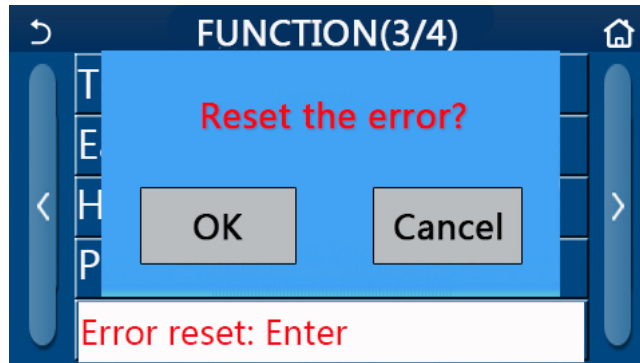 FUNCTION(3/4)
Reset the error?
OK
Cancel
Error reset: Enter